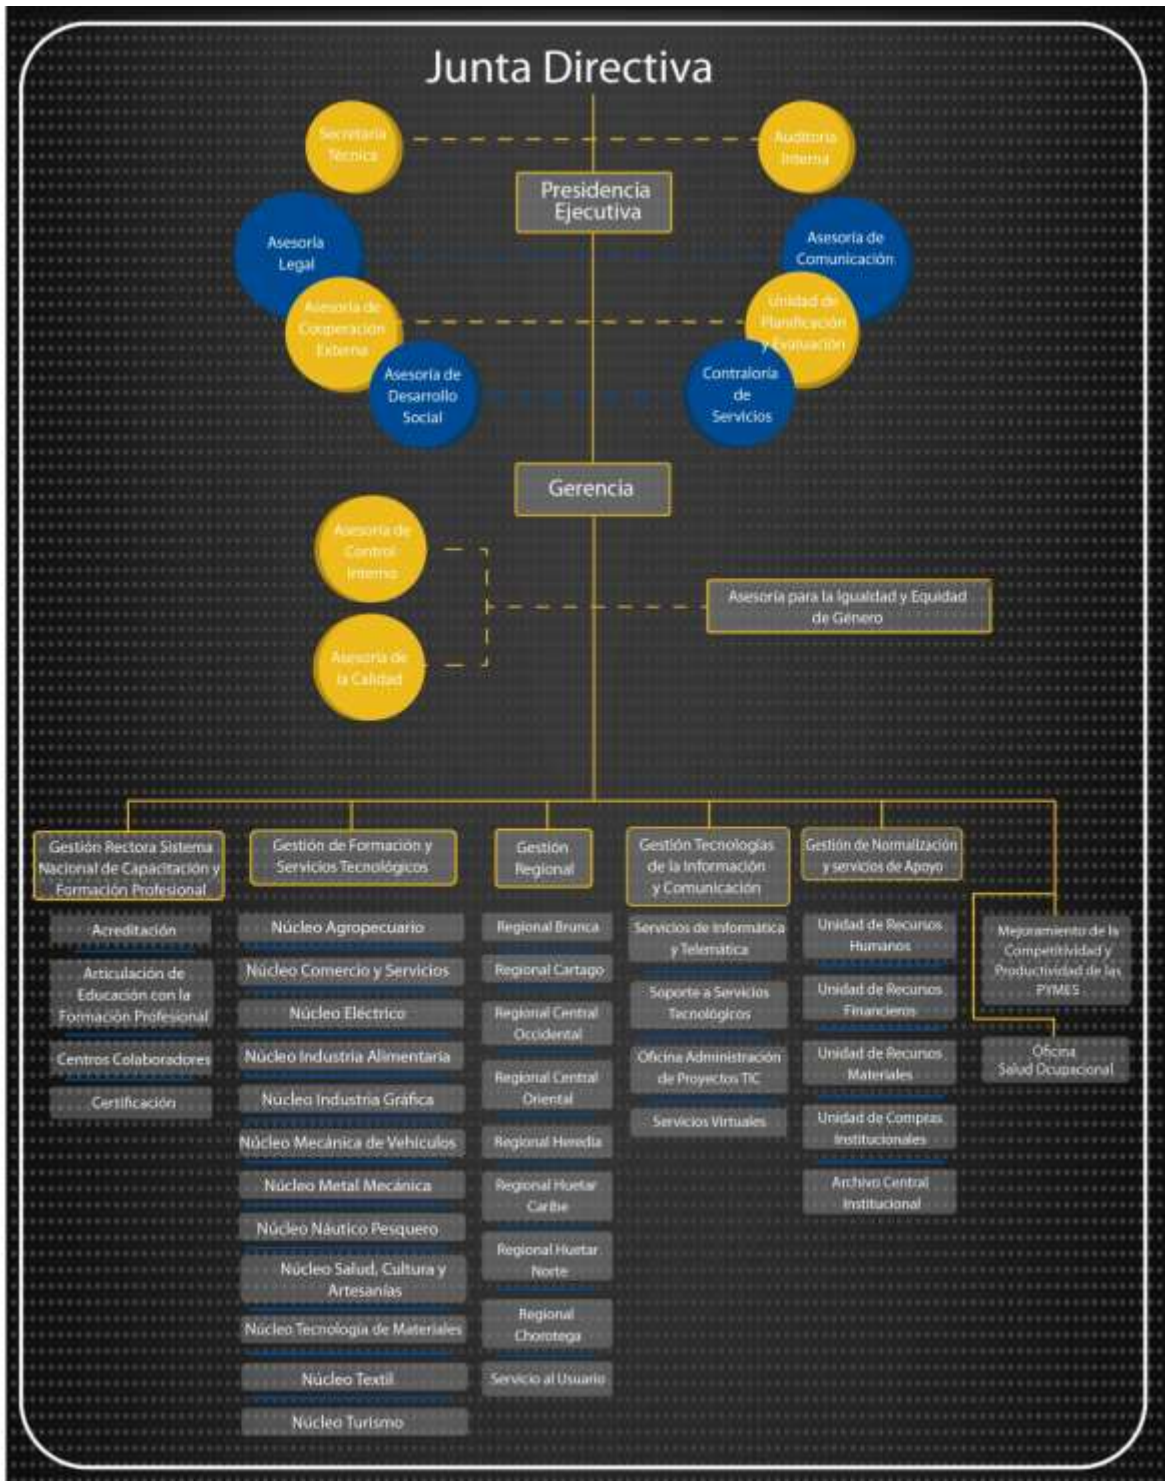 Junta Directiva
Secretaría
Técnica
Auditoría
Interna
Presidencia
Ejecutiva
Asesoría
Legal
Asesoría de
Comunicación
Asesoría de
Cooperación
Externa
Unidad de
Planificación
y Evaluación
Asesoría de
Desarrollo
Social
Contraloría
de
Servicios
Gerencia
Asesoría de
Control
Interno
Asesoría para la Igualdad y Equidad
de Género
Asesoría de
la Calidad
Gestión Rectora Sistema
Nacional de Capacitación y
Formación Profesional
Acreditación
Articulación de
Educación con la
Formación Profesional
Centros Colaboradores
Certificación
Gestión de Formación y
Servicios Tecnológicos
Núcleo Agropecuario
Núcleo Comercio y Servicios
Núcleo Eléctrico
Núcleo Industria Alimentaria
Núcleo Industria Gráfica
Núcleo Mecánica de Vehículos
Núcleo Metal Mecánica
Núcleo Náutico Pesquero
Núcleo Salud, Cultura y
Artesanías
Núcleo Tecnología de Materiales
Núcleo Textil
Núcleo Turismo
Gestión
Regional
Regional Brunca
Regional Cartago
Regional Central
Occidental
Regional Central
Oriental
Regional Heredia
Regional Huetar
Caribe
Regional Huetar
Norte
Regional
Chorotega
Servicio al Usuario
Gestión Tecnologías
de la Información
y Comunicación
Servicios de Informática
y Telemática
Soporte a Servicios
Tecnológicos
Oficina Administración
de Proyectos TIC
Servicios Virtuales
Gestión de Normalización
y servicios de Apoyo
Unidad de Recursos
Humanos
Unidad de Recursos
Financieros
Unidad de Recursos
Materiales
Unidad de Compras
Institucionales
Archivo Central
Institucional
Mejoramiento de la
Competitividad y
Productividad de las
PYMES
Oficina
Salud Ocupacional